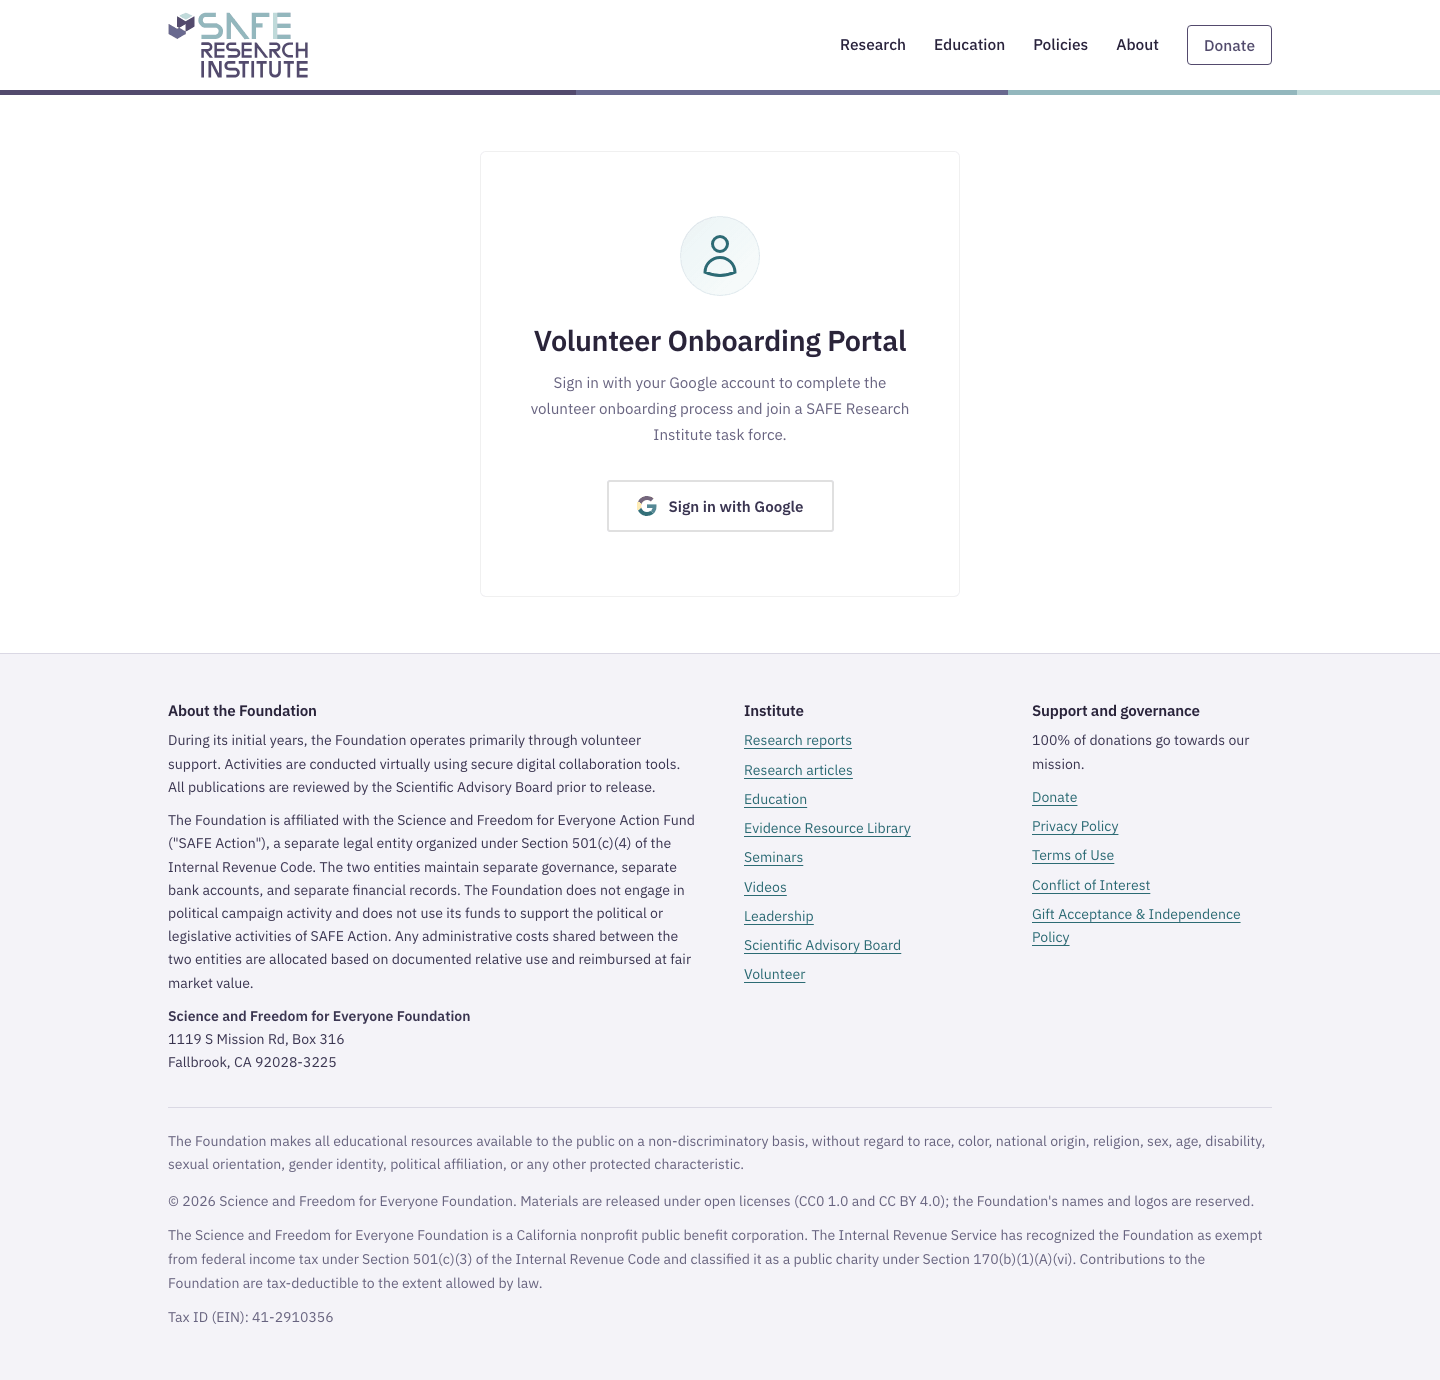 SAFE
RESEARCH
INSTITUTE
Research
Education
Policies
About
Donate
Volunteer Onboarding Portal
Sign in with your Google account to complete the
volunteer onboarding process and join a SAFE Research
Institute task force.
Sign in with Google
About the Foundation
During its initial years, the Foundation operates primarily through volunteer
support. Activities are conducted virtually using secure digital collaboration tools.
All publications are reviewed by the Scientific Advisory Board prior to release.
The Foundation is affiliated with the Science and Freedom for Everyone Action Fund
("SAFE Action"), a separate legal entity organized under Section 501(c)(4) of the
Internal Revenue Code. The two entities maintain separate governance, separate
bank accounts, and separate financial records. The Foundation does not engage in
political campaign activity and does not use its funds to support the political or
legislative activities of SAFE Action. Any administrative costs shared between the
two entities are allocated based on documented relative use and reimbursed at fair
market value.
Science and Freedom for Everyone Foundation
1119 S Mission Rd, Box 316
Fallbrook, CA 92028-3225
Institute
Research reports
Research articles
Education
Evidence Resource Library
Seminars
Videos
Leadership
Scientific Advisory Board
Volunteer
Support and governance
100% of donations go towards our
mission.
Donate
Privacy Policy
Terms of Use
Conflict of Interest
Gift Acceptance & Independence
Policy
The Foundation makes all educational resources available to the public on a non-discriminatory basis, without regard to race, color, national origin, religion, sex, age, disability,
sexual orientation, gender identity, political affiliation, or any other protected characteristic.
© 2026 Science and Freedom for Everyone Foundation. Materials are released under open licenses (CC0 1.0 and CC BY 4.0); the Foundation's names and logos are reserved.
The Science and Freedom for Everyone Foundation is a California nonprofit public benefit corporation. The Internal Revenue Service has recognized the Foundation as exempt
from federal income tax under Section 501(c)(3) of the Internal Revenue Code and classified it as a public charity under Section 170(b)(1)(A)(vi). Contributions to the
Foundation are tax-deductible to the extent allowed by law.
Tax ID (EIN): 41-2910356